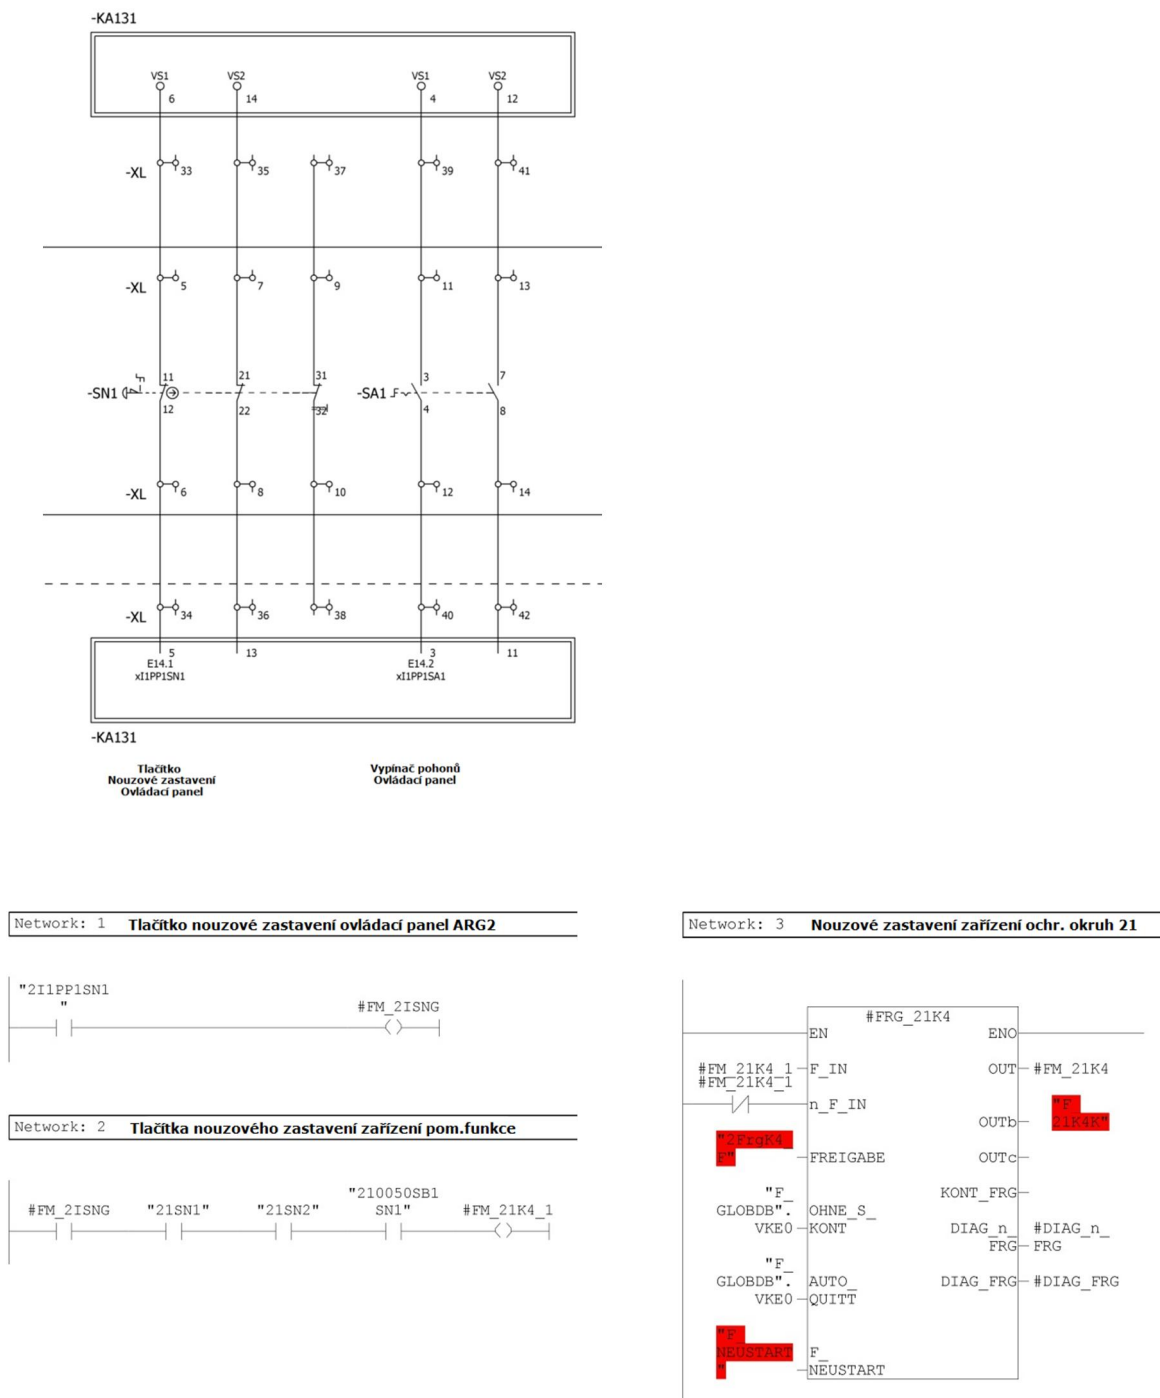 -KA131
VS1 VS2 VS1 VS2
6 14 4 12
-XL 33 35 37 39 41
-XL 5 7 9 11 13
11 21 31 3 7
-SN1 -SA1
12 22 32 4 8
-XL 6 8 10 12 14
-XL 34 36 38 40 42
5 13 3 11
E14.1 E14.2
xI1PP1SN1 xI1PP1SA1
-KA131
Tlačítko
Nouzové zastavení
Ovládací panel
Vypínač pohonů
Ovládací panel
Network: 1 Tlačítko nouzové zastavení ovládací panel ARG2
"2I1PP1SN1
"
#FM_2ISNG
Network: 2 Tlačítka nouzového zastavení zařízení pom.funkce
"210050SB1
#FM_2ISNG "21SN1" "21SN2" SN1" #FM_21K4_1
Network: 3 Nouzové zastavení zařízení ochr. okruh 21
#FRG_21K4
EN ENO
#FM_21K4_1 F_IN OUT #FM_21K4
#FM_21K4_1
n_F_IN
"F_
OUTb 21K4K"
"2FrgK4_
F" FREIGABE OUTc
"F_ KONT_FRG
GLOBDB". OHNE_S_
VKE0 KONT DIAG_n_ #DIAG_n_
FRG FRG
"F_
GLOBDB". AUTO_ DIAG_FRG #DIAG_FRG
VKE0 QUITT
"F_
NEUSTART F_
" NEUSTART